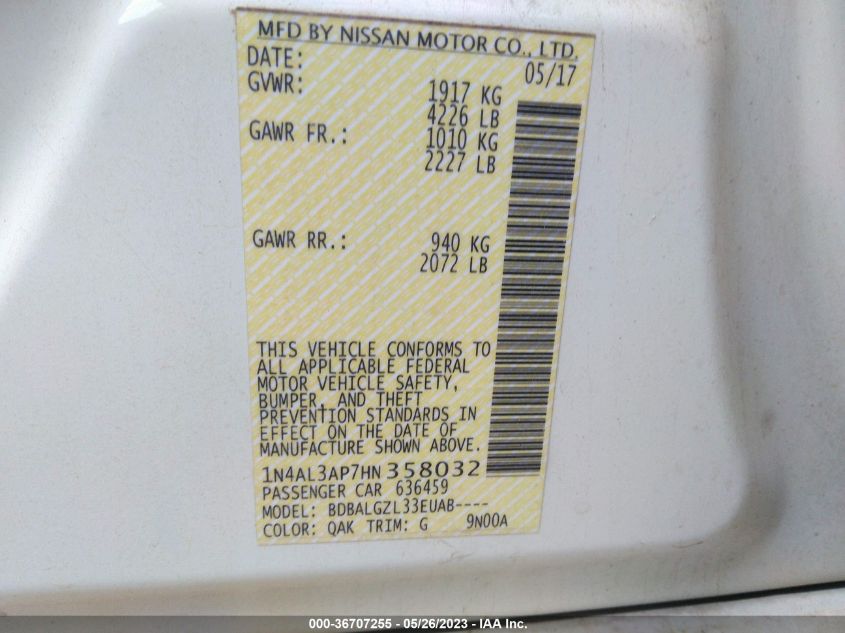 MFD BY NISSAN MOTOR CO., LTD.
DATE: 05/17
GVWR: 1917 KG
4226 LB
GAWR FR.: 1010 KG
2227 LB
GAWR RR.: 940 KG
2072 LB
THIS VEHICLE CONFORMS TO
ALL APPLICABLE FEDERAL
MOTOR VEHICLE SAFETY,
BUMPER, AND THEFT
PREVENTION STANDARDS IN
EFFECT ON THE DATE OF
MANUFACTURE SHOWN ABOVE.
1N4AL3AP7HN358032
PASSENGER CAR 636459
MODEL: BDBALGZL33EUAB----
COLOR: QAK TRIM: G 9N00A
000-36707255 - 05/26/2023 - IAA Inc.